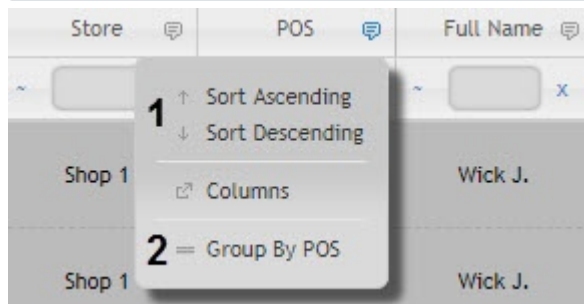 Store POS Full Name
~ ~ x
1 ↑ Sort Ascending
↓ Sort Descending
Shop 1 Columns Wick J.
2 = Group By POS
Shop 1 Wick J.